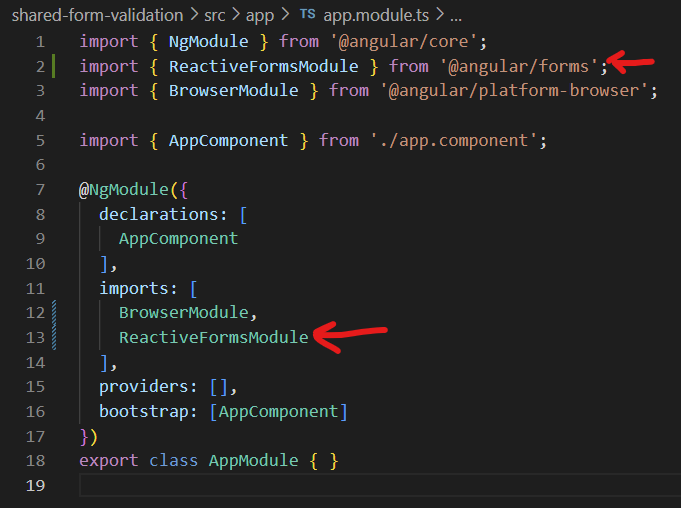 shared-form-validation > src > app > TS app.module.ts > ...
1 import { NgModule } from '@angular/core';
2 import { ReactiveFormsModule } from '@angular/forms';
3 import { BrowserModule } from '@angular/platform-browser';
4
5 import { AppComponent } from './app.component';
6
7 @NgModule({
8   declarations: [
9     AppComponent
10   ],
11   imports: [
12     BrowserModule,
13     ReactiveFormsModule
14   ],
15   providers: [],
16   bootstrap: [AppComponent]
17 })
18 export class AppModule { }
19